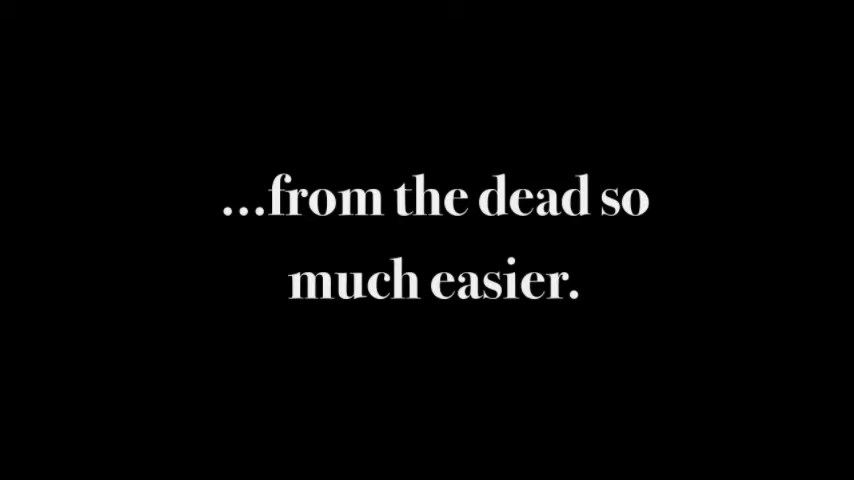 ...from the dead so
much easier.